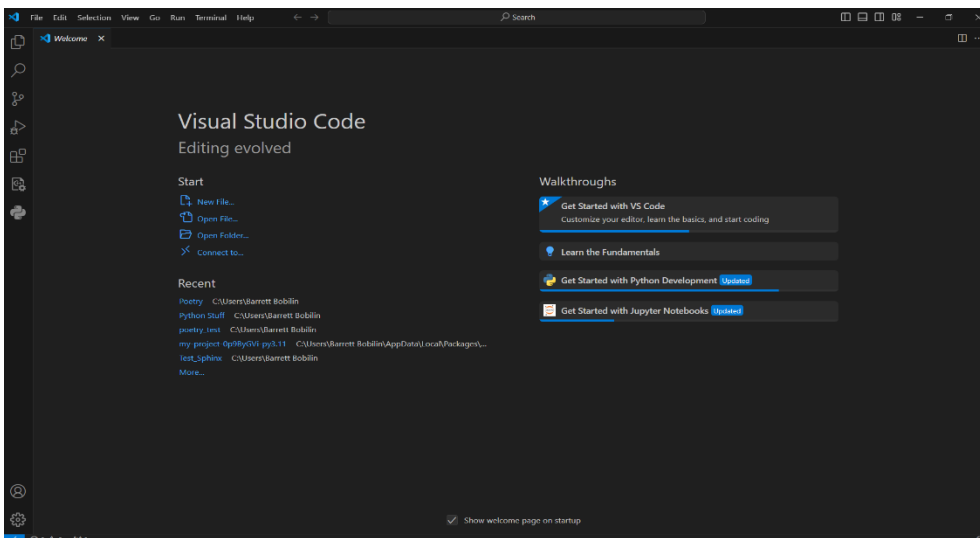 File Edit Selection View Go Run Terminal Help
Search
Welcome
Visual Studio Code
Editing evolved
Start
New File...
Open File...
Open Folder...
Connect to...
Recent
Poetry C:\Users\Barrett Bobilin
Python Stuff C:\Users\Barrett Bobilin
poetry_test C:\Users\Barrett Bobilin
my-project-0p9ByGVi-py3.11 C:\Users\Barrett Bobilin\AppData\Local\Packages\...
Test_Sphinx C:\Users\Barrett Bobilin
More...
Walkthroughs
Get Started with VS Code
Customize your editor, learn the basics, and start coding
Learn the Fundamentals
Get Started with Python Development Updated
Get Started with Jupyter Notebooks Updated
Show welcome page on startup